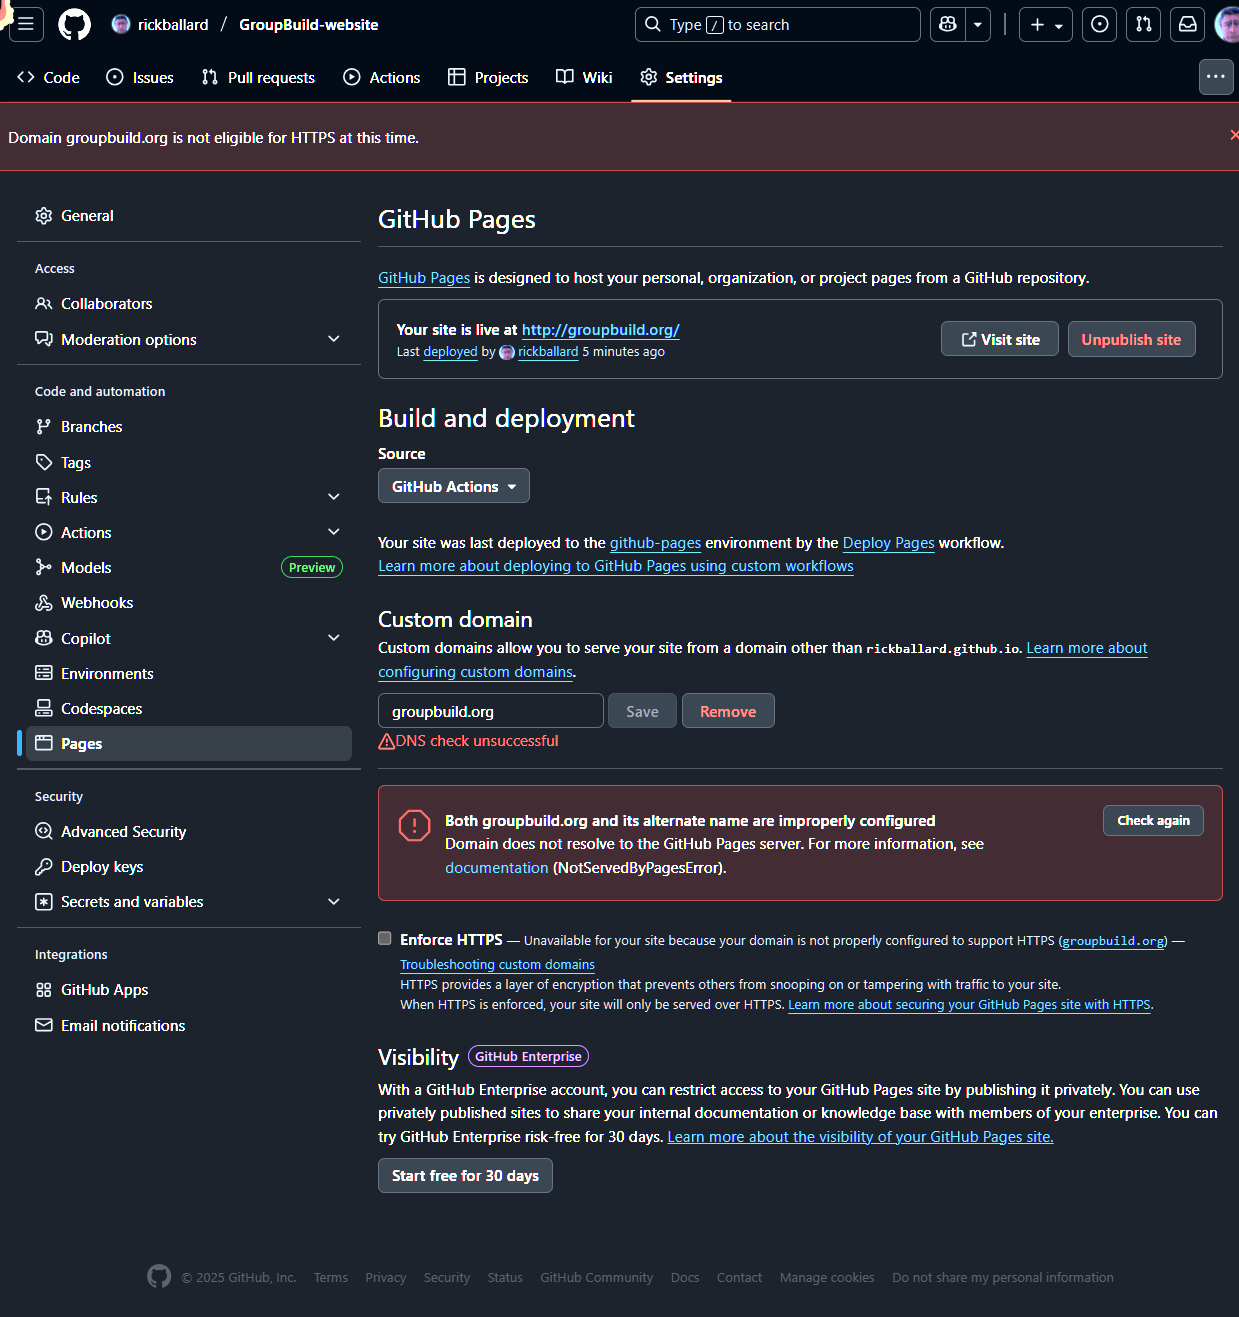 rickballard / GroupBuild-website
Type / to search
Code Issues Pull requests Actions Projects Wiki Settings
Domain groupbuild.org is not eligible for HTTPS at this time.
General
Access
Collaborators
Moderation options
Code and automation
Branches
Tags
Rules
Actions
Models Preview
Webhooks
Copilot
Environments
Codespaces
Pages
Security
Advanced Security
Deploy keys
Secrets and variables
Integrations
GitHub Apps
Email notifications
GitHub Pages
GitHub Pages is designed to host your personal, organization, or project pages from a GitHub repository.
Your site is live at http://groupbuild.org/
Last deployed by rickballard 5 minutes ago
Visit site
Unpublish site
Build and deployment
Source
GitHub Actions
Your site was last deployed to the github-pages environment by the Deploy Pages workflow.
Learn more about deploying to GitHub Pages using custom workflows
Custom domain
Custom domains allow you to serve your site from a domain other than rickballard.github.io. Learn more about
configuring custom domains.
groupbuild.org Save Remove
DNS check unsuccessful
Both groupbuild.org and its alternate name are improperly configured
Domain does not resolve to the GitHub Pages server. For more information, see
documentation (NotServedByPagesError).
Check again
Enforce HTTPS — Unavailable for your site because your domain is not properly configured to support HTTPS (groupbuild.org) —
Troubleshooting custom domains
HTTPS provides a layer of encryption that prevents others from snooping on or tampering with traffic to your site.
When HTTPS is enforced, your site will only be served over HTTPS. Learn more about securing your GitHub Pages site with HTTPS.
Visibility GitHub Enterprise
With a GitHub Enterprise account, you can restrict access to your GitHub Pages site by publishing it privately. You can use
privately published sites to share your internal documentation or knowledge base with members of your enterprise. You can
try GitHub Enterprise risk-free for 30 days. Learn more about the visibility of your GitHub Pages site.
Start free for 30 days
© 2025 GitHub, Inc. Terms Privacy Security Status GitHub Community Docs Contact Manage cookies Do not share my personal information